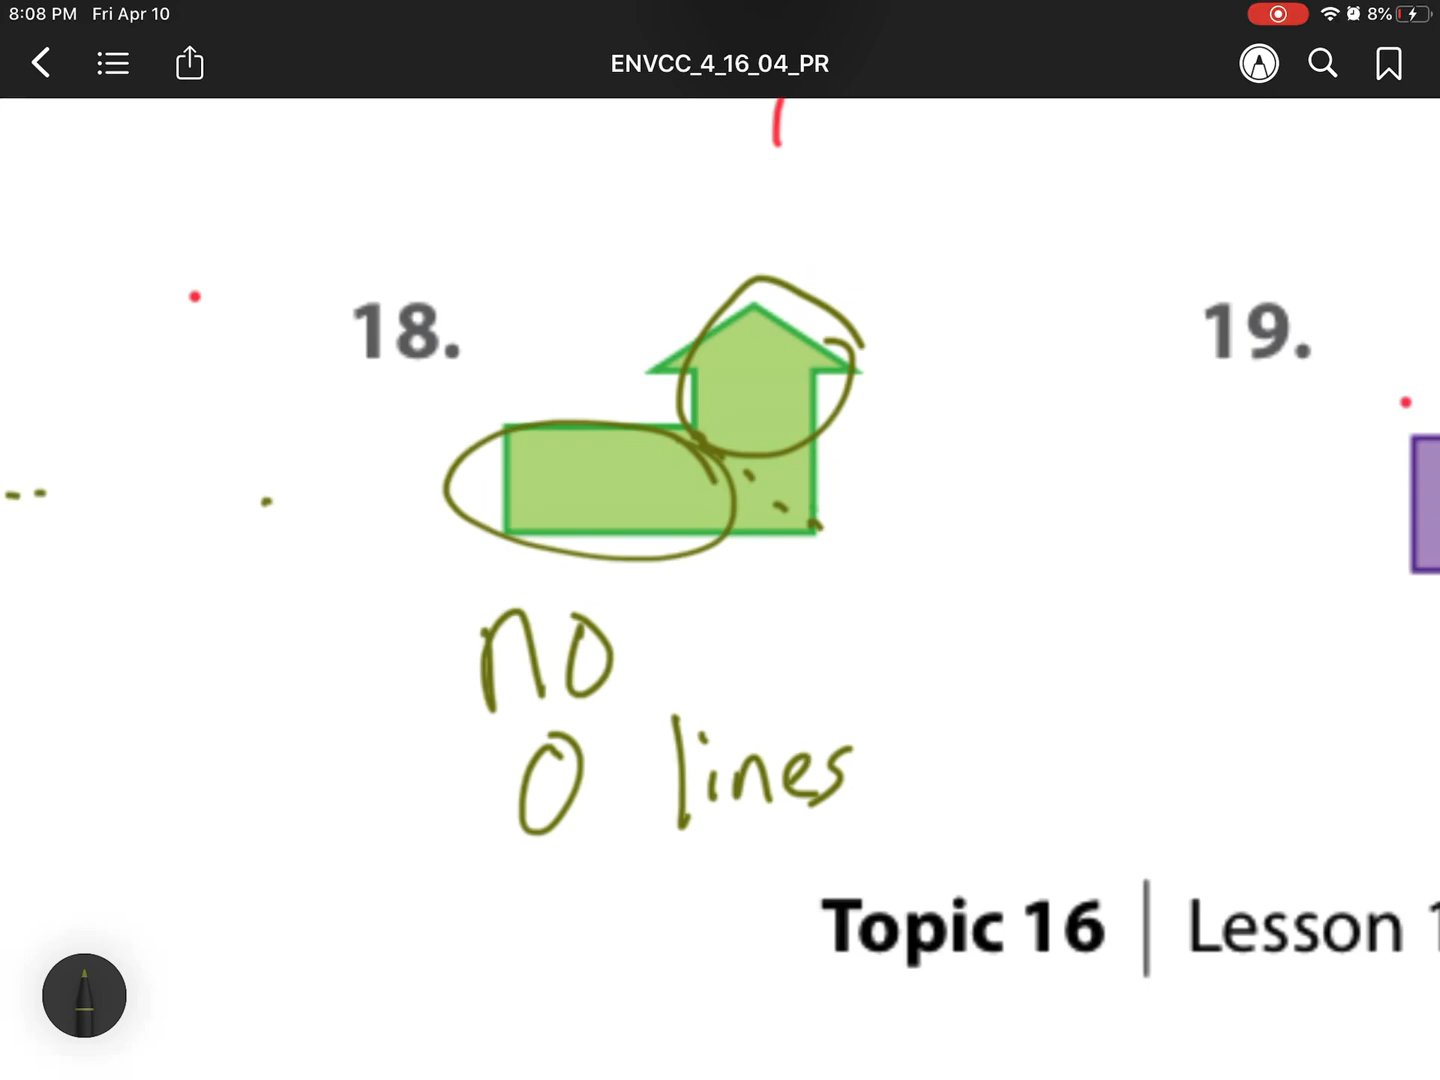 8:08 PM Fri Apr 10
8%
ENVCC_4_16_04_PR
18.
19.
no
0 lines
Topic 16 | Lesson